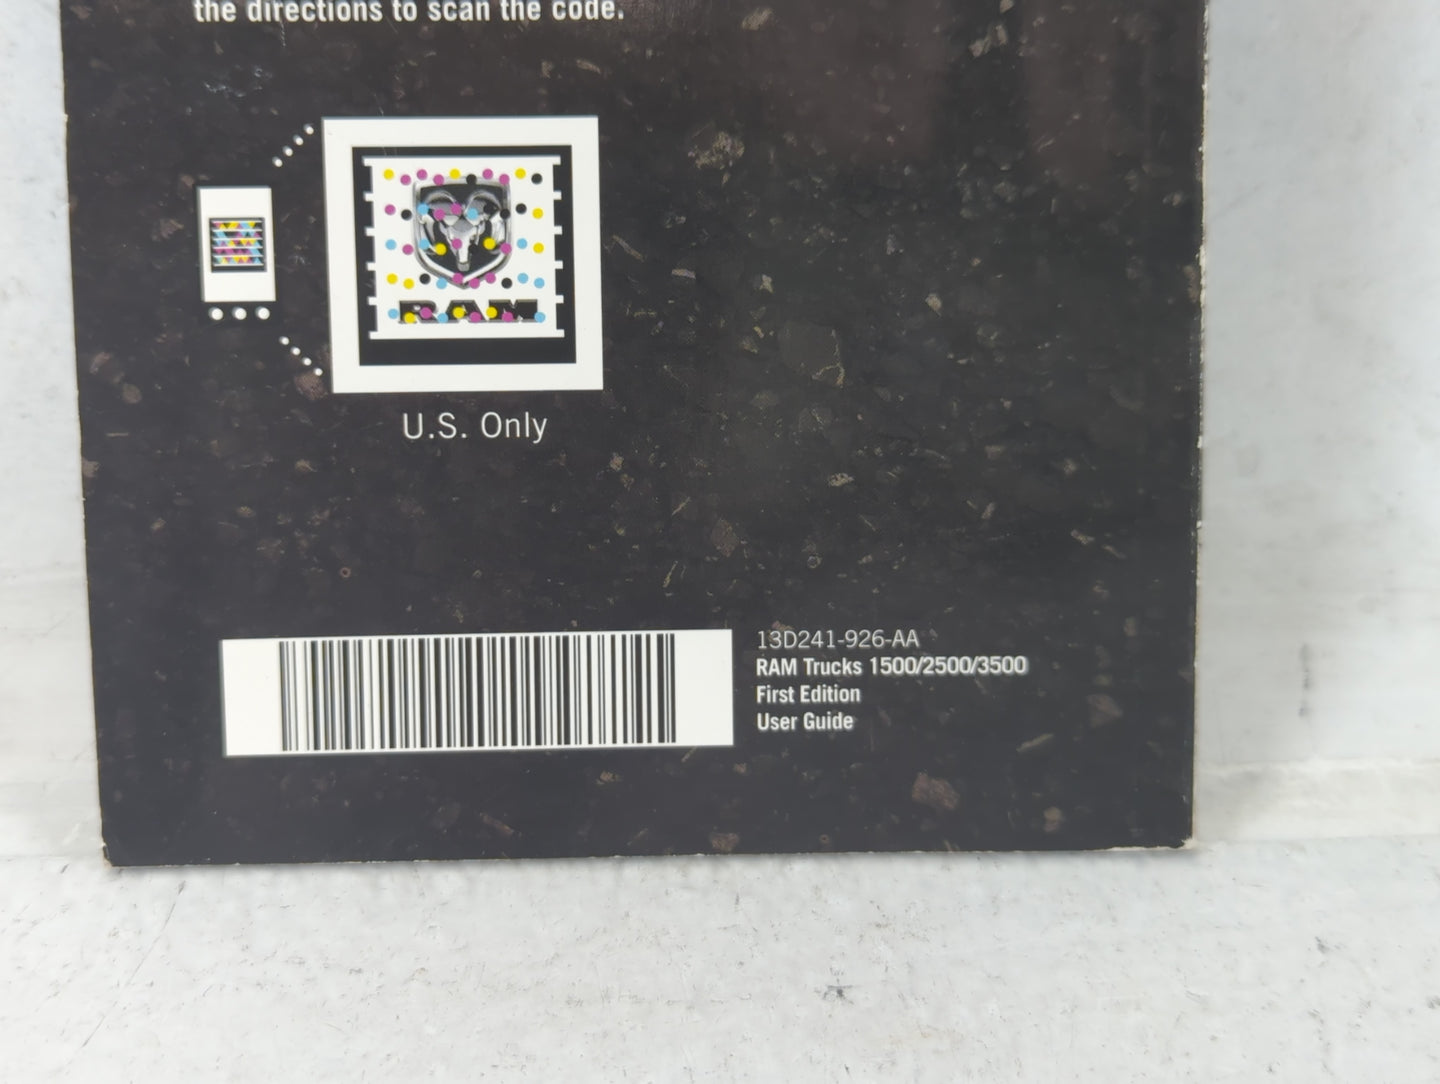 the directions to scan the code.
RAM
U.S. Only
13D241-926-AA
RAM Trucks 1500/2500/3500
First Edition
User Guide